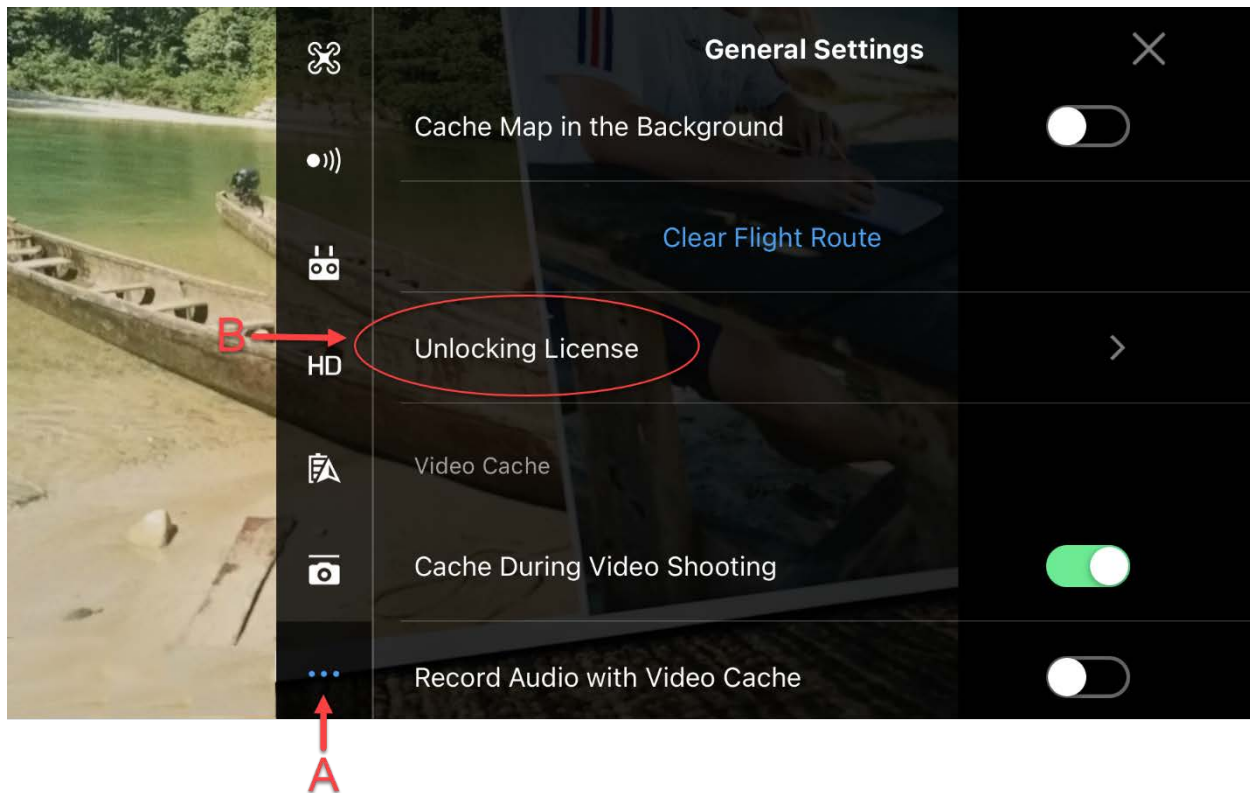 General Settings
Cache Map in the Background
Clear Flight Route
B
Unlocking License
HD
Video Cache
Cache During Video Shooting
Record Audio with Video Cache
A